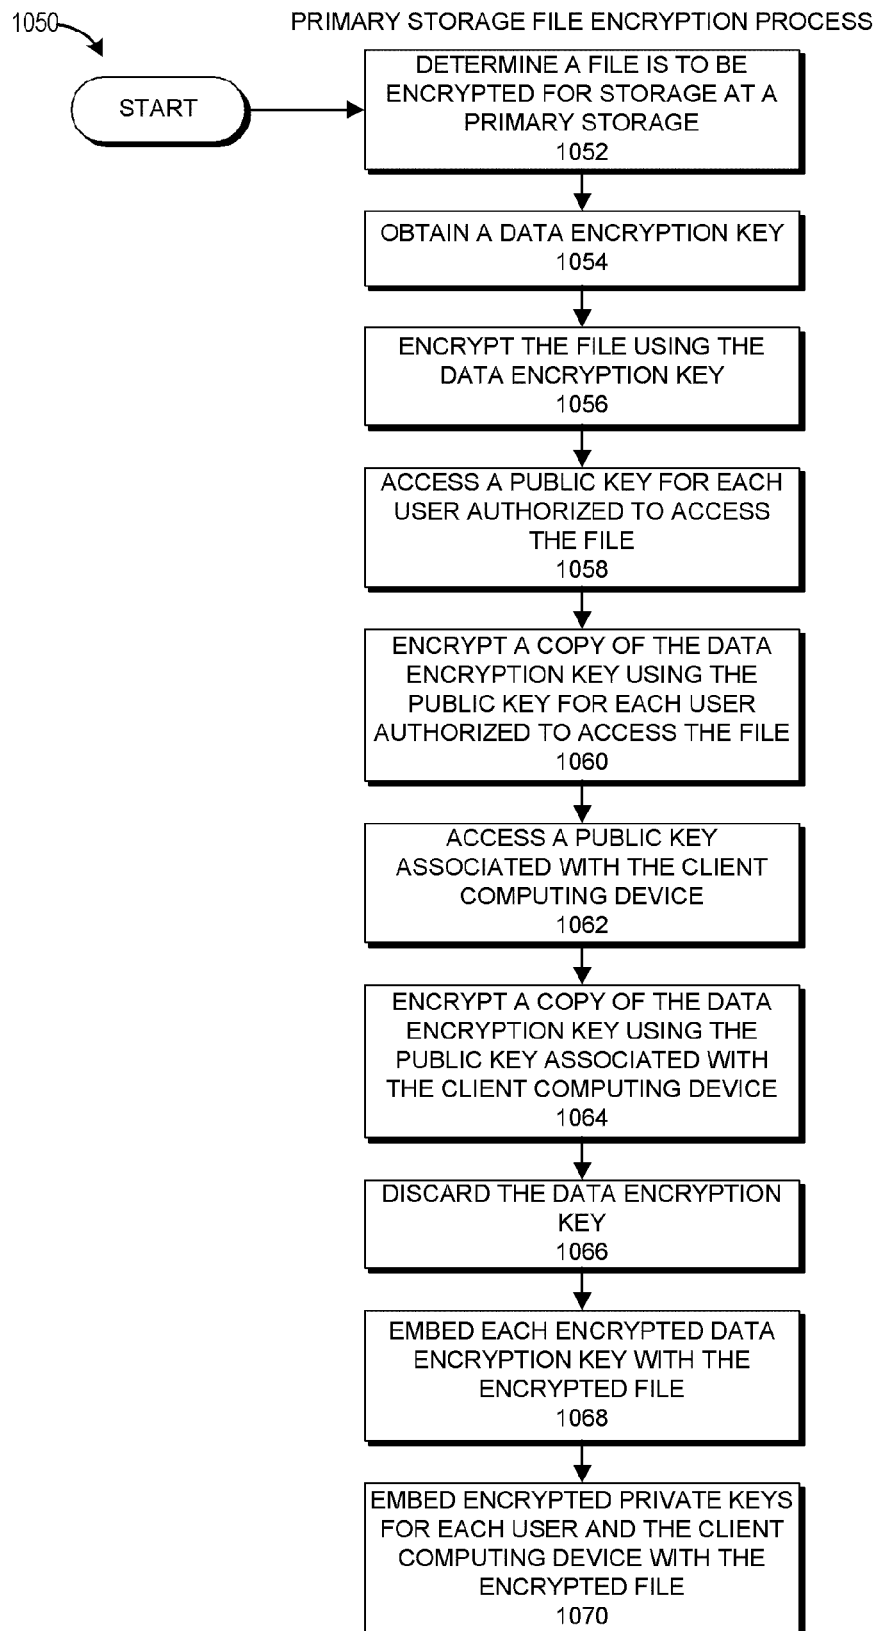 1050
PRIMARY STORAGE FILE ENCRYPTION PROCESS
START
DETERMINE A FILE IS TO BE
ENCRYPTED FOR STORAGE AT A
PRIMARY STORAGE
1052
OBTAIN A DATA ENCRYPTION KEY
1054
ENCRYPT THE FILE USING THE
DATA ENCRYPTION KEY
1056
ACCESS A PUBLIC KEY FOR EACH
USER AUTHORIZED TO ACCESS
THE FILE
1058
ENCRYPT A COPY OF THE DATA
ENCRYPTION KEY USING THE
PUBLIC KEY FOR EACH USER
AUTHORIZED TO ACCESS THE FILE
1060
ACCESS A PUBLIC KEY
ASSOCIATED WITH THE CLIENT
COMPUTING DEVICE
1062
ENCRYPT A COPY OF THE DATA
ENCRYPTION KEY USING THE
PUBLIC KEY ASSOCIATED WITH
THE CLIENT COMPUTING DEVICE
1064
DISCARD THE DATA ENCRYPTION
KEY
1066
EMBED EACH ENCRYPTED DATA
ENCRYPTION KEY WITH THE
ENCRYPTED FILE
1068
EMBED ENCRYPTED PRIVATE KEYS
FOR EACH USER AND THE CLIENT
COMPUTING DEVICE WITH THE
ENCRYPTED FILE
1070